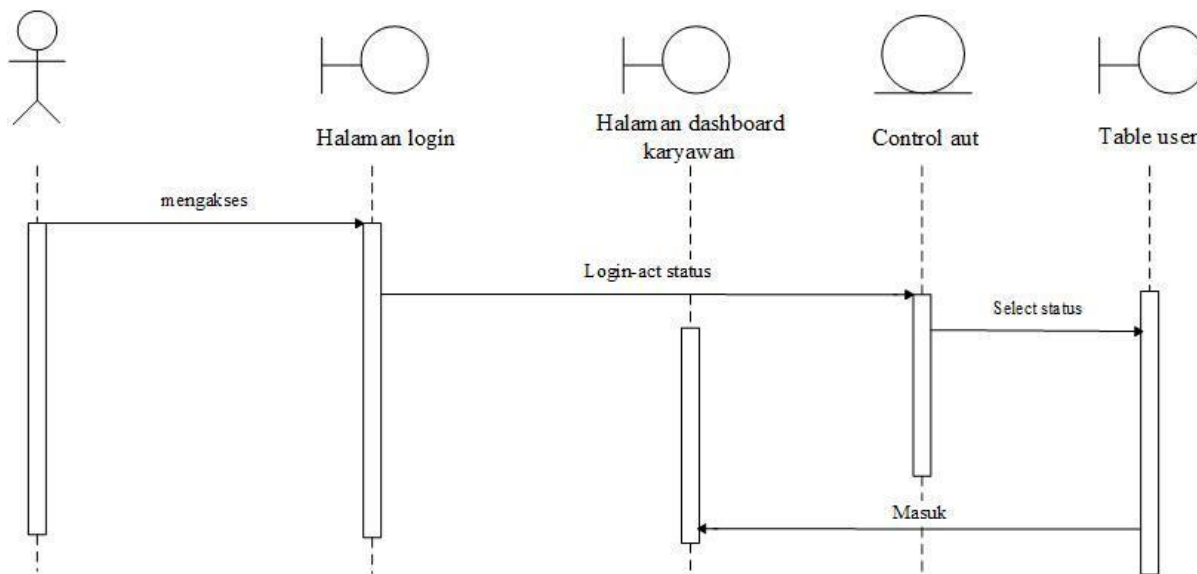 Halaman login
Halaman dashboard
karyawan
Control aut
Table user
mengakses
Login-act status
Select status
Masuk